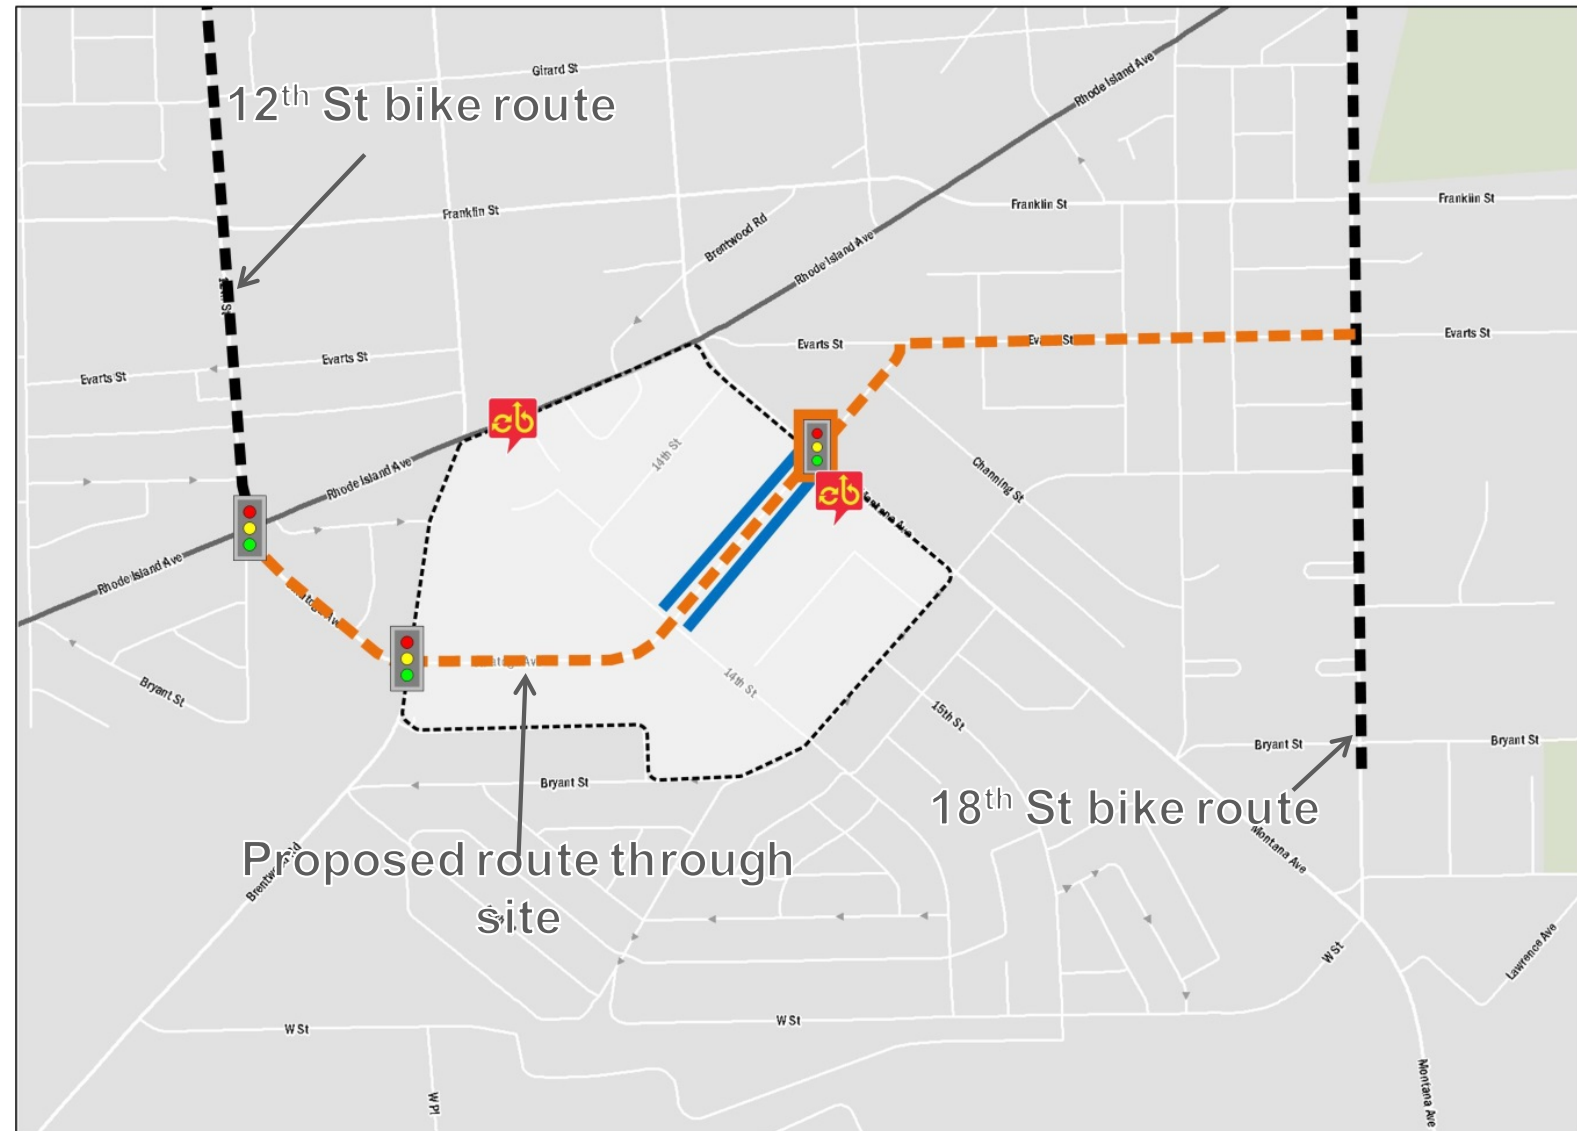 Girard St
12th St bike route
Rhode Island Ave
Franklin St
Franklin St
Franklin St
Brentwood Rd
Rhode Island Ave
Evarts St
Evarts St
Evarts St
Evarts St
14th St
Rhode Island Ave
Channing St
Rhode Island Ave
Bryant St
14th St
15th St
Bryant St
Bryant St
Bryant St
18th St bike route
Proposed route through
site
Montana Ave
W St
Lawrence Ave
W St
W St
W Pl
Montana Ave